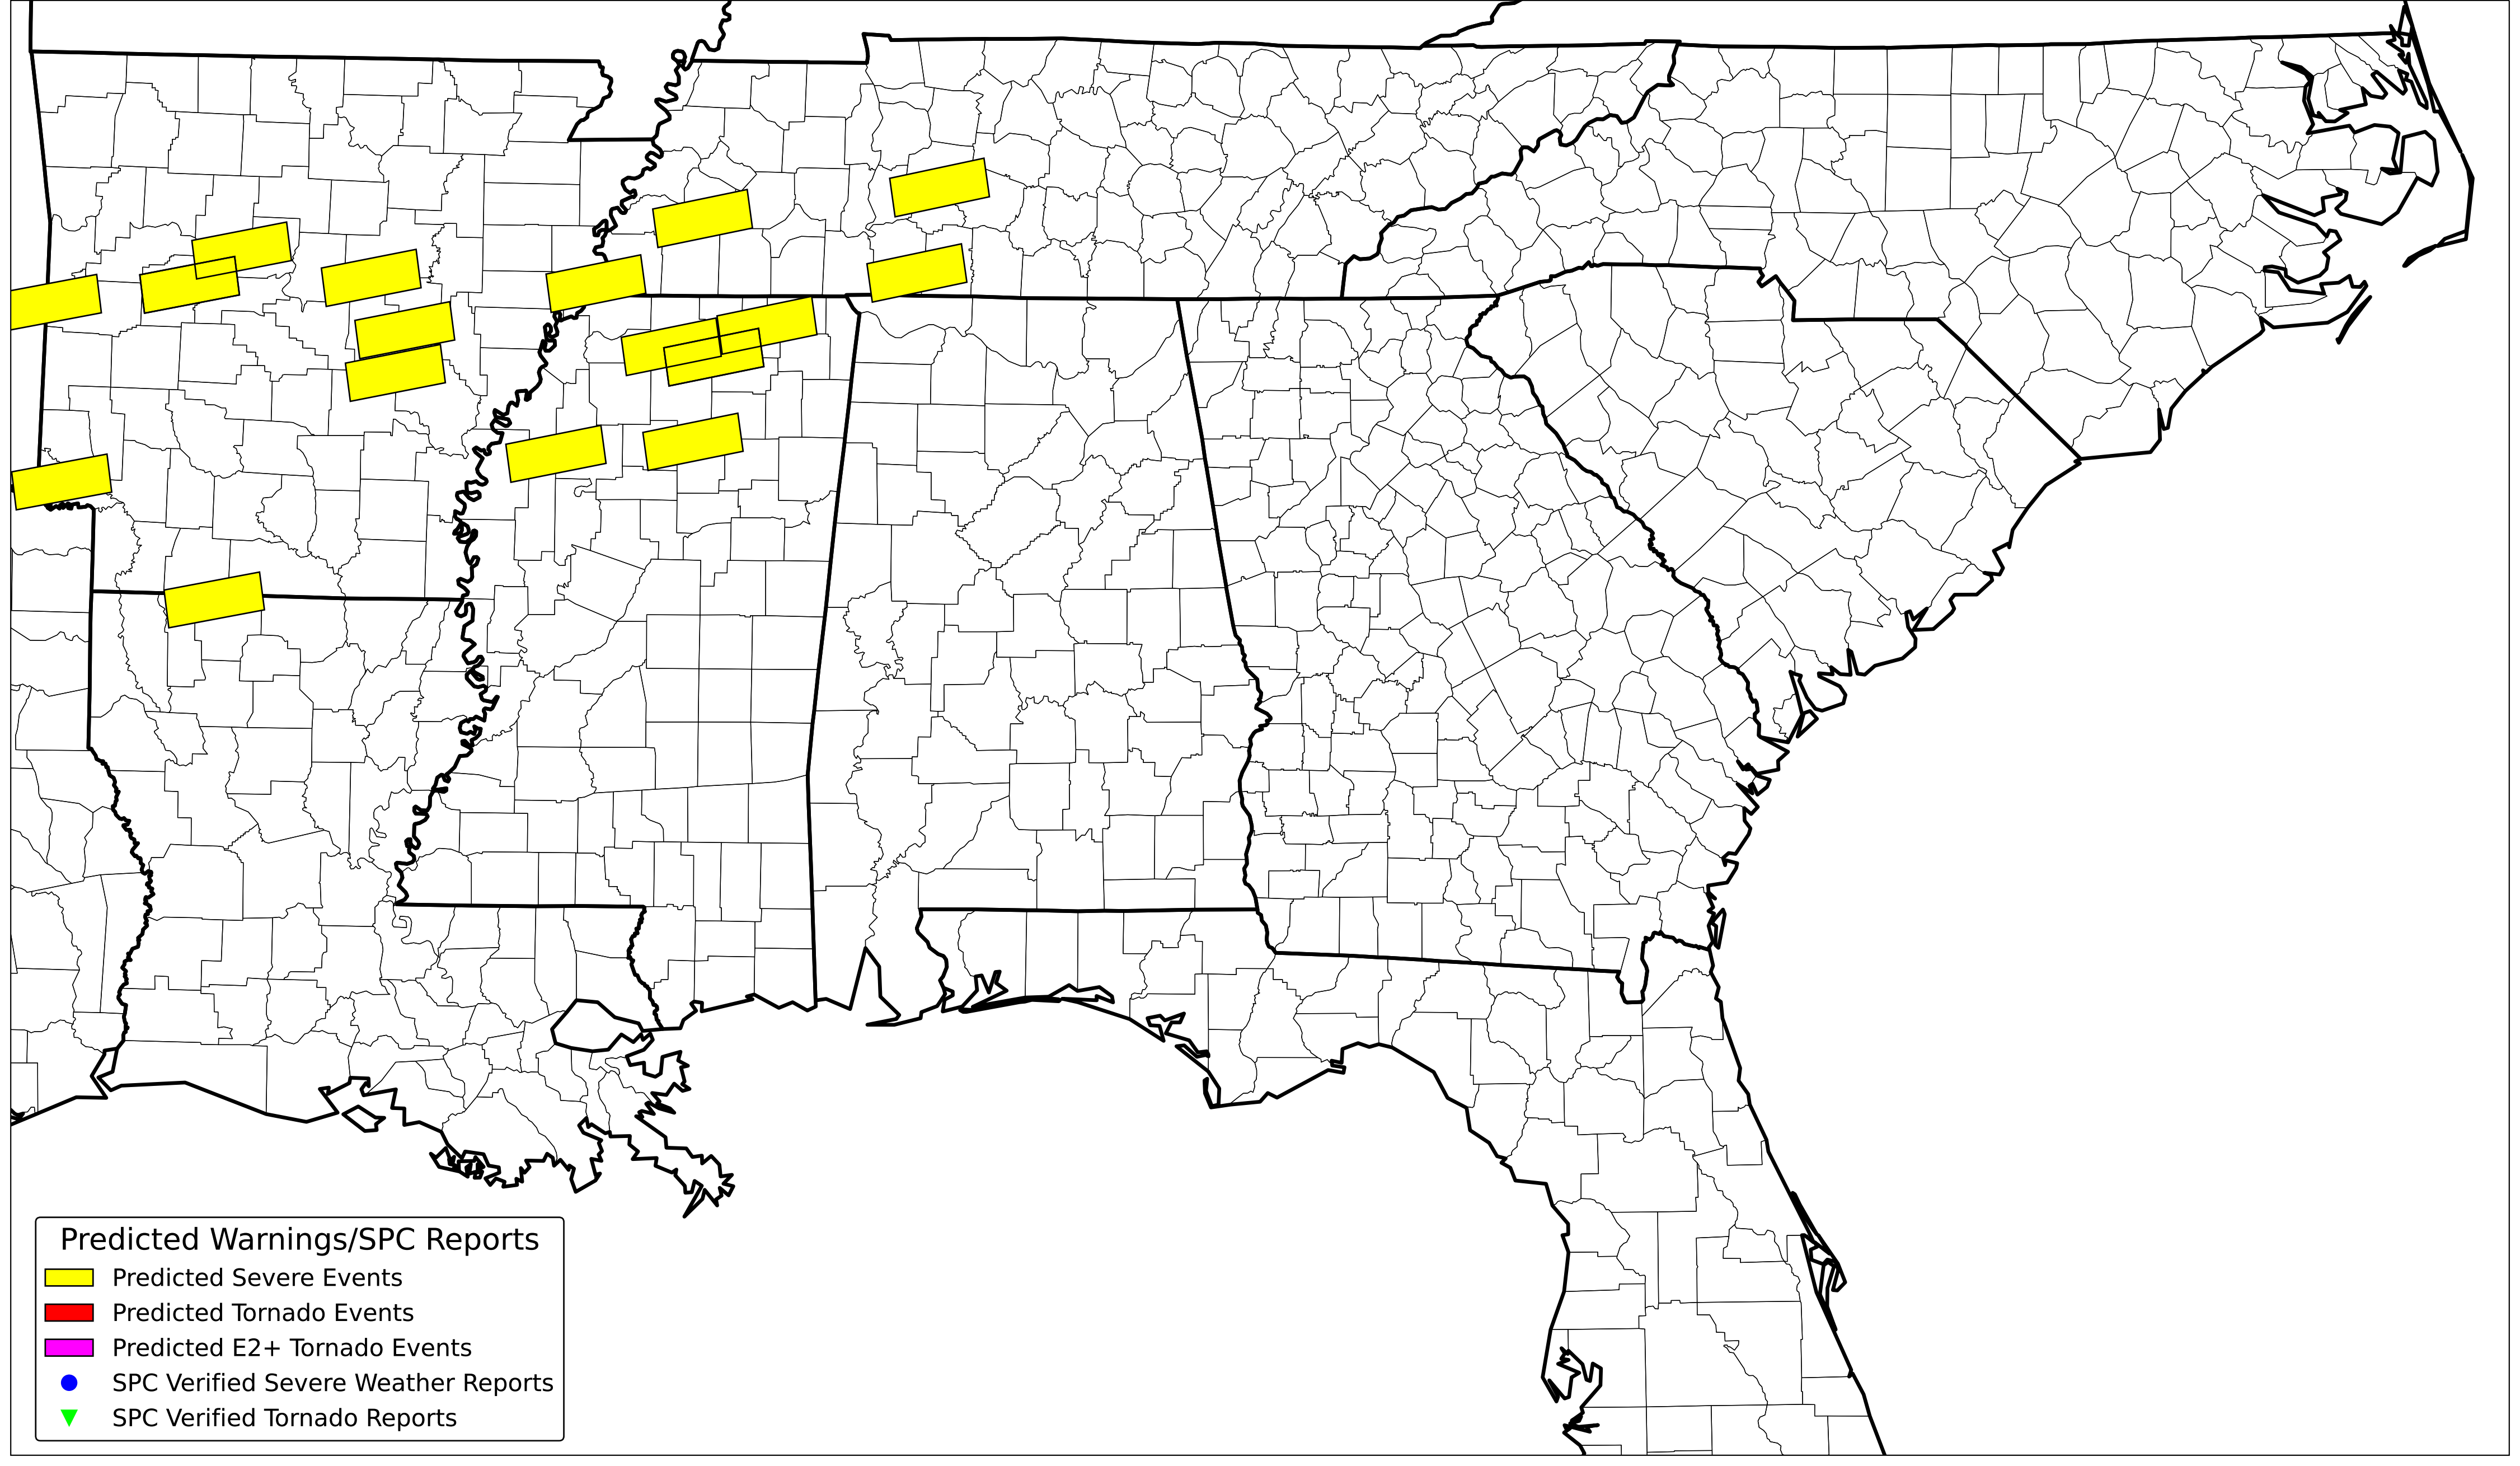 Predicted Warnings/SPC Reports
Predicted Severe Events
Predicted Tornado Events
Predicted E2+ Tornado Events
SPC Verified Severe Weather Reports
SPC Verified Tornado Reports